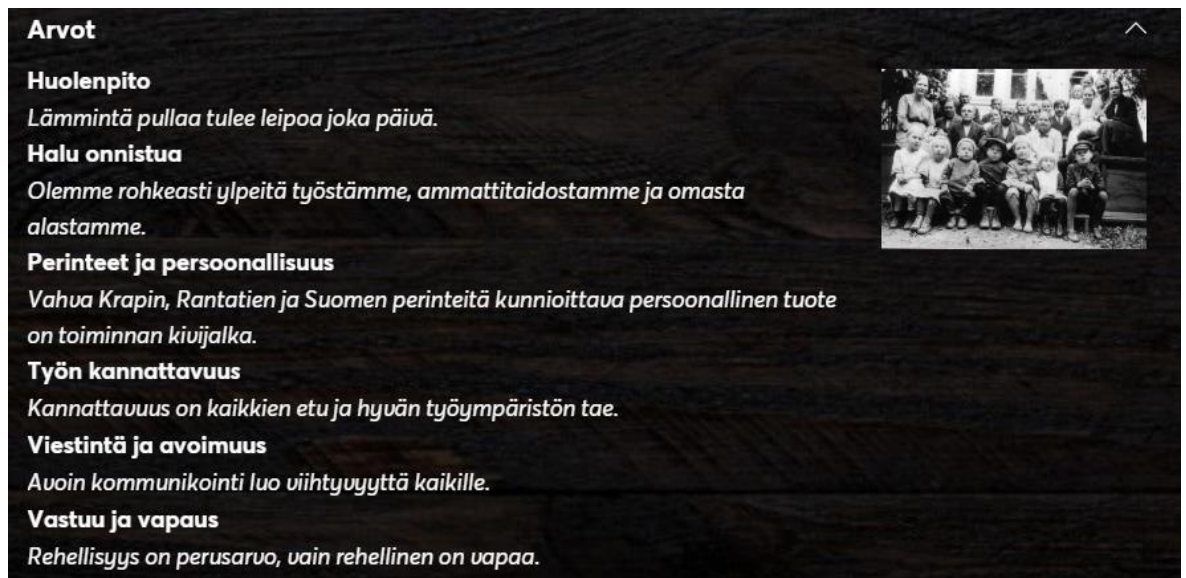 Arvot
Huolenpito
Lämmintä pullaa tulee leipoa joka päivä.
Halu onnistua
Olemme rohkeasti ylpeitä työstämme, ammattitaidostamme ja omasta
alastamme.
Perinteet ja persoonallisuus
Vahva Krapin, Rantatien ja Suomen perinteitä kunnioittava persoonallinen tuote
on toiminnan kivijalka.
Työn kannattavuus
Kannattavuus on kaikkien etu ja hyvän työympäristön tae.
Viestintä ja avoimuus
Avoin kommunikointi luo viihtyvyyttä kaikille.
Vastuu ja vapaus
Rehellisyys on perusarvo, vain rehellinen on vapaa.